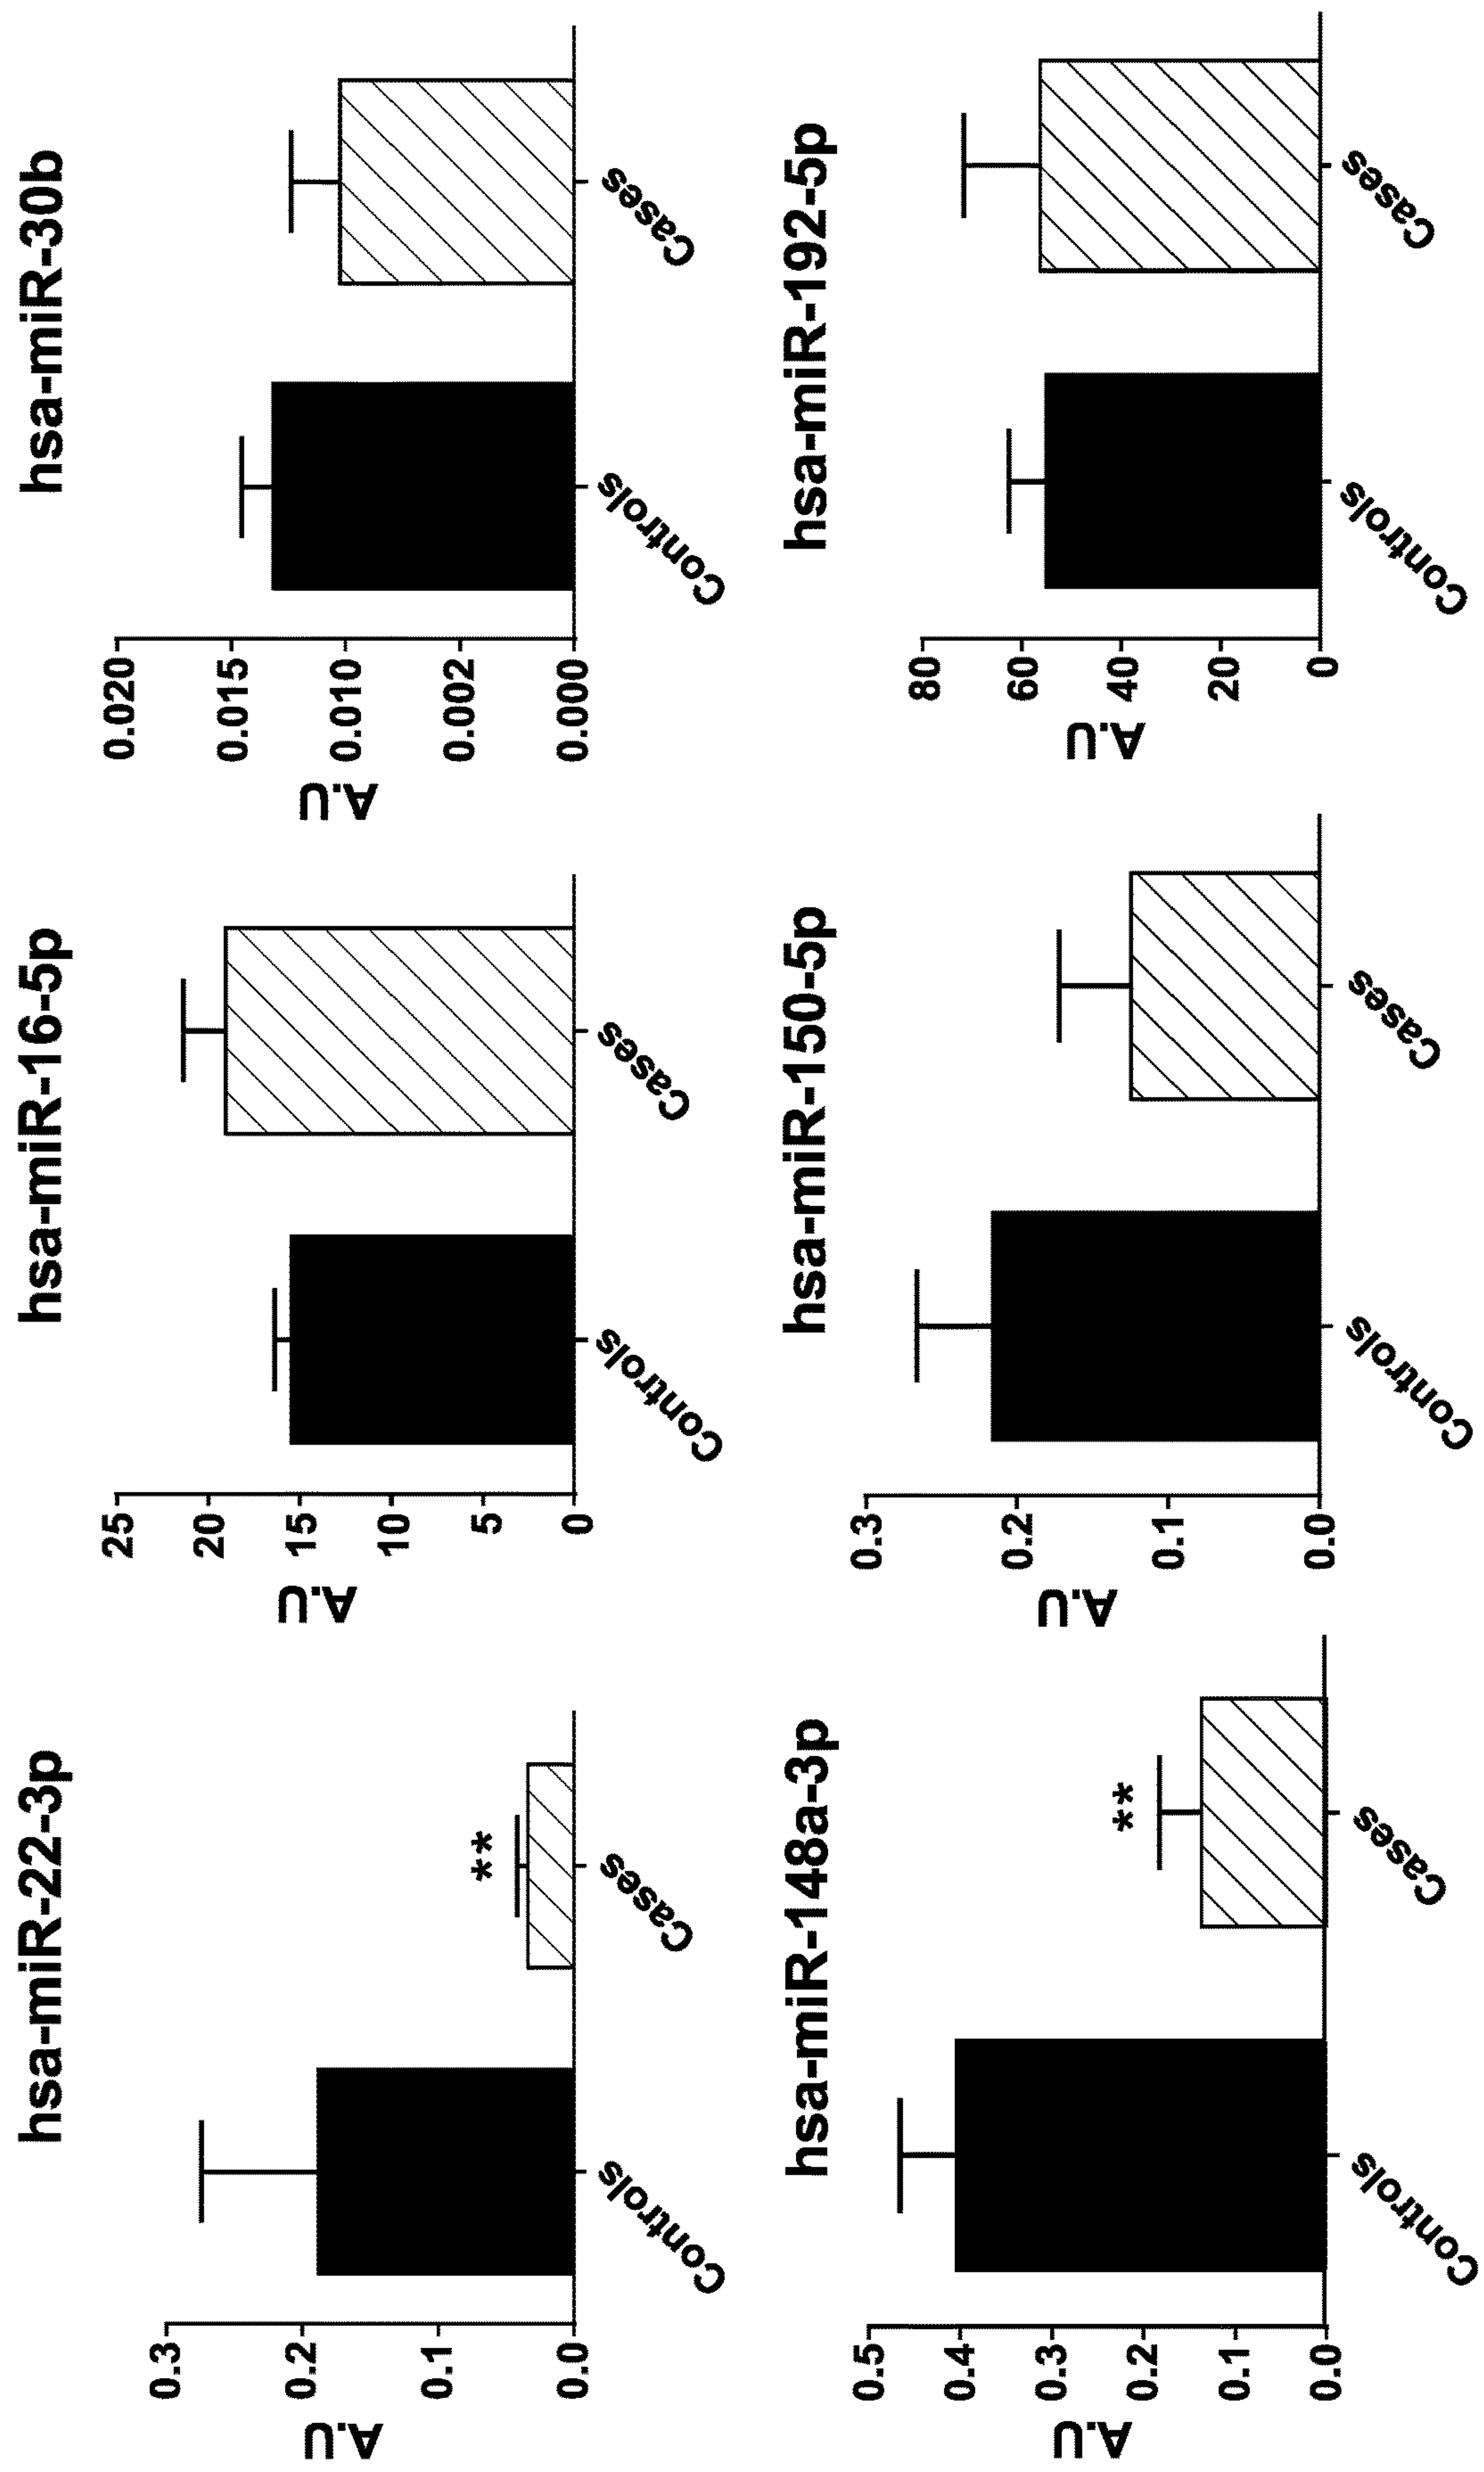 hsa-miR-22-3p
A.U
0.3
0.2
0.1
0.0
**
Controls
Cases
hsa-miR-16-5p
A.U
25
20
15
10
5
0
Controls
Cases
hsa-miR-30b
A.U
0.020
0.015
0.010
0.002
0.000
Controls
Cases
hsa-miR-148a-3p
A.U
0.5
0.4
0.3
0.2
0.1
0.0
**
Controls
Cases
hsa-miR-150-5p
A.U
0.3
0.2
0.1
0.0
Controls
Cases
hsa-miR-192-5p
A.U
80
60
40
20
0
Controls
Cases